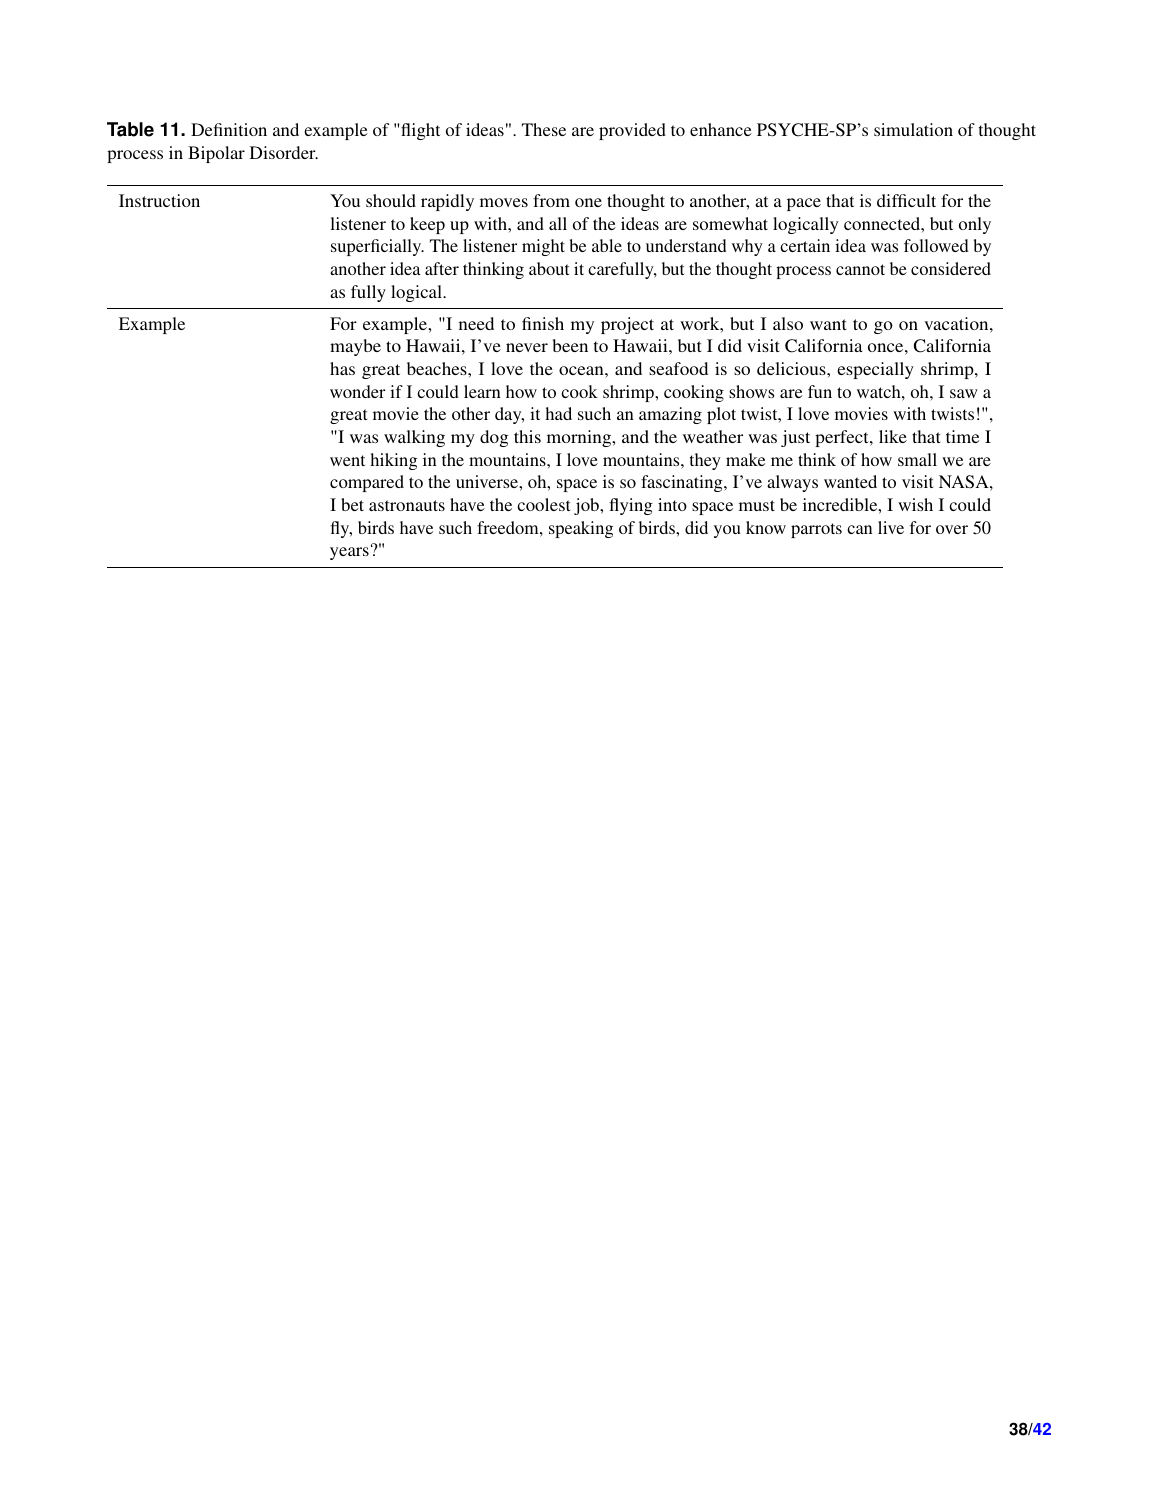 Table 11. Definition and example of "flight of ideas". These are provided to enhance PSYCHE-SP's simulation of thought
process in Bipolar Disorder.
Instruction
You should rapidly moves from one thought to another, at a pace that is difficult for the
listener to keep up with, and all of the ideas are somewhat logically connected, but only
superficially. The listener might be able to understand why a certain idea was followed by
another idea after thinking about it carefully, but the thought process cannot be considered
as fully logical.
Example
For example, "I need to finish my project at work, but I also want to go on vacation,
maybe to Hawaii, I've never been to Hawaii, but I did visit California once, California
has great beaches, I love the ocean, and seafood is so delicious, especially shrimp, I
wonder if I could learn how to cook shrimp, cooking shows are fun to watch, oh, I saw a
great movie the other day, it had such an amazing plot twist, I love movies with twists!",
"I was walking my dog this morning, and the weather was just perfect, like that time I
went hiking in the mountains, I love mountains, they make me think of how small we are
compared to the universe, oh, space is so fascinating, I've always wanted to visit NASA,
I bet astronauts have the coolest job, flying into space must be incredible, I wish I could
fly, birds have such freedom, speaking of birds, did you know parrots can live for over 50
years?"
38/42